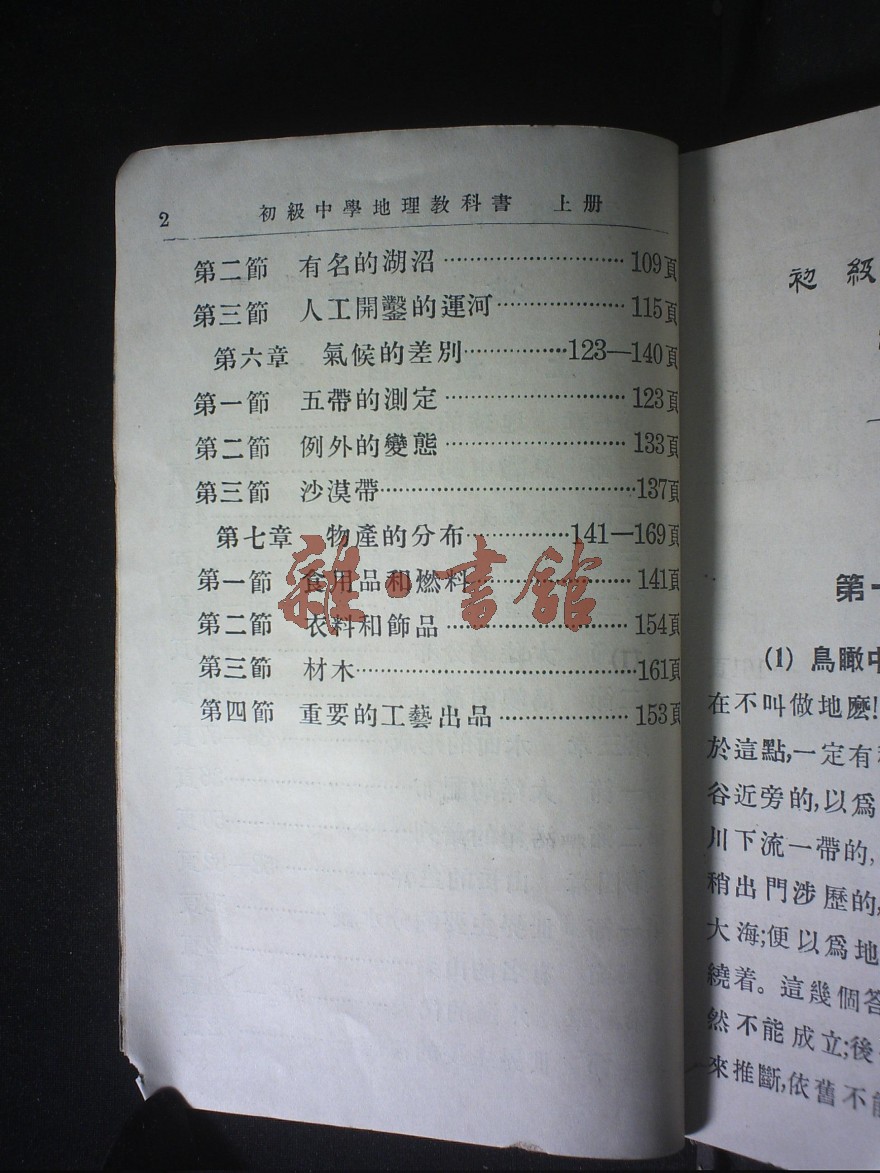 2 初級中學地理教科書 上册
第二節 有名的湖沼………………………109頁
第三節 人工開鑿的運河………………115頁
第六章 氣候的差別……………123—140頁
第一節 五帶的測定………………………123頁
第二節 例外的變態………………………133頁
第三節 沙漠帶………………………………137頁
第七章 物產的分布……………141—169頁
第一節 食用品和燃料……………………141頁
第二節 衣料和飾品………………………154頁
第三節 材木…………………………………161頁
第四節 重要的工藝出品………………153頁
雜·書館
初級
第一
(1) 鳥瞰中
在不叫做地麽!
於這點,一定有
谷近旁的,以爲
川下流一帶的,
稍出門涉歷的,
大海;便以爲地
繞着。這幾個答
然不能成立;後
來推斷,依舊不能